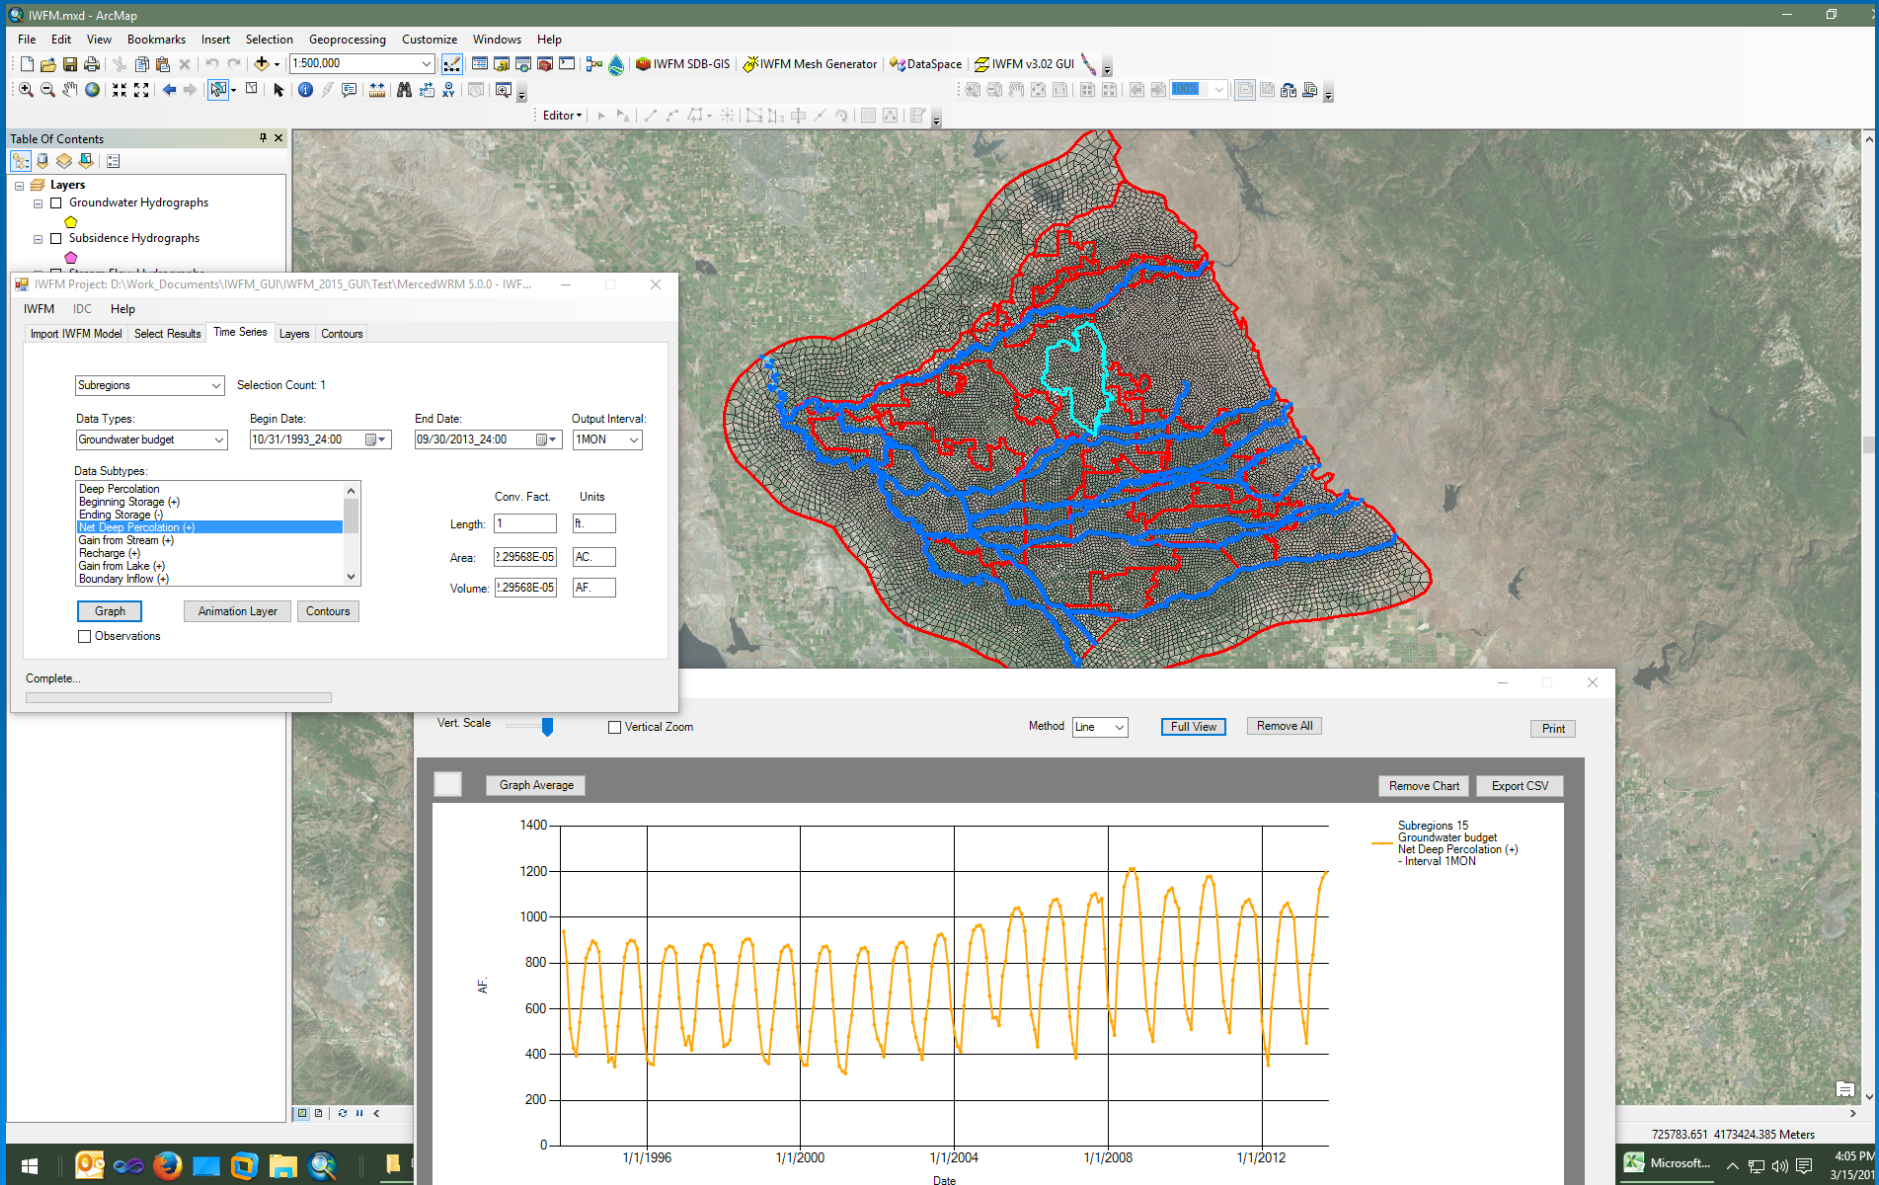 IWFM.mxd - ArcMap
File Edit View Bookmarks Insert Selection Geoprocessing Customize Windows Help
1:500,000 IWFM SDB-GIS IWFM Mesh Generator DataSpace IWFM v3.02 GUI
100%
Editor
Table Of Contents
Layers
Groundwater Hydrographs
Subsidence Hydrographs
IWFM Project: D:\Work_Documents\IWFM_GUI\IWFM_2015_GUI\Test\MercedWRM 5.0.0 - IWF...
IWFM IDC Help
Import IWFM Model Select Results Time Series Layers Contours
Subregions Selection Count: 1
Data Types: Begin Date: End Date: Output Interval:
Groundwater budget 10/31/1993_24:00 09/30/2013_24:00 1MON
Data Subtypes:
Deep Percolation
Beginning Storage (+)
Ending Storage (-)
Net Deep Percolation (+)
Gain from Stream (+)
Recharge (+)
Gain from Lake (+)
Boundary Inflow (+)
Conv. Fact. Units
Length: 1 ft.
Area: 2.29568E-05 AC.
Volume: 2.29568E-05 AF.
Graph Animation Layer Contours
Observations
Complete...
Vert. Scale Vertical Zoom Method Line Full View Remove All Print
Graph Average Remove Chart Export CSV
1400
1200
1000
800
600
400
200
0
AF.
1/1/1996 1/1/2000 1/1/2004 1/1/2008 1/1/2012
Date
Subregions 15
Groundwater budget
Net Deep Percolation (+)
- Interval 1MON
725783.651 4173424.385 Meters
Microsoft...
4:05 PM
3/15/201